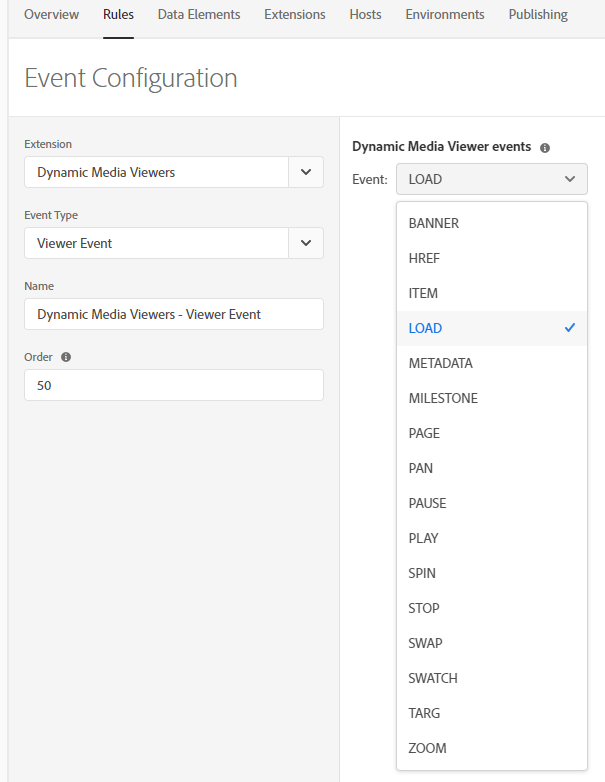 Overview Rules Data Elements Extensions Hosts Environments Publishing
Event Configuration
Extension
Dynamic Media Viewers
Event Type
Viewer Event
Name
Dynamic Media Viewers - Viewer Event
Order
50
Dynamic Media Viewer events
Event: LOAD
BANNER
HREF
ITEM
LOAD
METADATA
MILESTONE
PAGE
PAN
PAUSE
PLAY
SPIN
STOP
SWAP
SWATCH
TARG
ZOOM